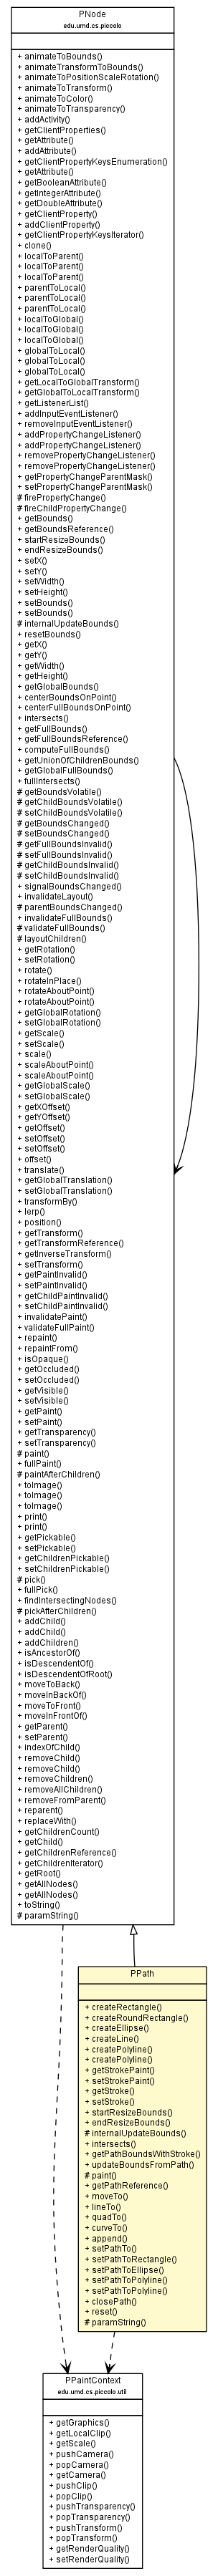 PNode
edu.umd.cs.piccolo
+ animateToBounds()
+ animateTransformToBounds()
+ animateToPositionScaleRotation()
+ animateToTransform()
+ animateToColor()
+ animateToTransparency()
+ addActivity()
+ getClientProperties()
+ getAttribute()
+ addAttribute()
+ getClientPropertyKeysEnumeration()
+ getAttribute()
+ getBooleanAttribute()
+ getIntegerAttribute()
+ getDoubleAttribute()
+ getClientProperty()
+ addClientProperty()
+ getClientPropertyKeysIterator()
+ clone()
+ localToParent()
+ localToParent()
+ localToParent()
+ parentToLocal()
+ parentToLocal()
+ parentToLocal()
+ localToGlobal()
+ localToGlobal()
+ localToGlobal()
+ globalToLocal()
+ globalToLocal()
+ globalToLocal()
+ getLocalToGlobalTransform()
+ getGlobalToLocalTransform()
+ getListenerList()
+ addInputEventListener()
+ removeInputEventListener()
+ addPropertyChangeListener()
+ addPropertyChangeListener()
+ removePropertyChangeListener()
+ removePropertyChangeListener()
+ getPropertyChangeParentMask()
+ setPropertyChangeParentMask()
# firePropertyChange()
# fireChildPropertyChange()
+ getBounds()
+ getBoundsReference()
+ startResizeBounds()
+ endResizeBounds()
+ setX()
+ setY()
+ setWidth()
+ setHeight()
+ setBounds()
+ setBounds()
# internalUpdateBounds()
+ resetBounds()
+ getX()
+ getY()
+ getWidth()
+ getHeight()
+ getGlobalBounds()
+ centerBoundsOnPoint()
+ centerFullBoundsOnPoint()
+ intersects()
+ getFullBounds()
+ getFullBoundsReference()
+ computeFullBounds()
+ getUnionOfChildrenBounds()
+ getGlobalFullBounds()
+ fullIntersects()
# getBoundsVolatile()
# getChildBoundsVolatile()
# setChildBoundsVolatile()
# getBoundsChanged()
# setBoundsChanged()
# getFullBoundsInvalid()
# setFullBoundsInvalid()
# getChildBoundsInvalid()
# setChildBoundsInvalid()
+ signalBoundsChanged()
+ invalidateLayout()
# parentBoundsChanged()
+ invalidateFullBounds()
# validateFullBounds()
# layoutChildren()
+ getRotation()
+ setRotation()
+ rotate()
+ rotateInPlace()
+ rotateAboutPoint()
+ rotateAboutPoint()
+ getGlobalRotation()
+ setGlobalRotation()
+ getScale()
+ setScale()
+ scale()
+ scaleAboutPoint()
+ scaleAboutPoint()
+ getGlobalScale()
+ setGlobalScale()
+ getXOffset()
+ getYOffset()
+ getOffset()
+ setOffset()
+ setOffset()
+ offset()
+ translate()
+ getGlobalTranslation()
+ setGlobalTranslation()
+ transformBy()
+ lerp()
+ position()
+ getTransform()
+ getTransformReference()
+ getInverseTransform()
+ setTransform()
+ getPaintInvalid()
+ setPaintInvalid()
+ getChildPaintInvalid()
+ setChildPaintInvalid()
+ invalidatePaint()
+ validateFullPaint()
+ repaint()
+ repaintFrom()
+ isOpaque()
+ getOccluded()
+ setOccluded()
+ getVisible()
+ setVisible()
+ getPaint()
+ setPaint()
+ getTransparency()
+ setTransparency()
# paint()
+ fullPaint()
# paintAfterChildren()
+ toImage()
+ toImage()
+ toImage()
+ print()
+ print()
+ getPickable()
+ setPickable()
+ getChildrenPickable()
+ setChildrenPickable()
# pick()
+ fullPick()
+ findIntersectingNodes()
# pickAfterChildren()
+ addChild()
+ addChild()
+ addChildren()
+ isAncestorOf()
+ isDescendentOf()
+ isDescendentOfRoot()
+ moveToBack()
+ moveInBackOf()
+ moveToFront()
+ moveInFrontOf()
+ getParent()
+ setParent()
+ indexOfChild()
+ removeChild()
+ removeChild()
+ removeChildren()
+ removeAllChildren()
+ removeFromParent()
+ reparent()
+ replaceWith()
+ getChildrenCount()
+ getChild()
+ getChildrenReference()
+ getChildrenIterator()
+ getRoot()
+ getAllNodes()
+ getAllNodes()
+ toString()
# paramString()
PPath
+ createRectangle()
+ createRoundRectangle()
+ createEllipse()
+ createLine()
+ createPolyline()
+ createPolyline()
+ getStrokePaint()
+ setStrokePaint()
+ getStroke()
+ setStroke()
+ startResizeBounds()
+ endResizeBounds()
# internalUpdateBounds()
+ intersects()
+ getPathBoundsWithStroke()
+ updateBoundsFromPath()
# paint()
+ getPathReference()
+ moveTo()
+ lineTo()
+ quadTo()
+ curveTo()
+ append()
+ setPathTo()
+ setPathToRectangle()
+ setPathToEllipse()
+ setPathToPolyline()
+ setPathToPolyline()
+ closePath()
+ reset()
# paramString()
PPaintContext
edu.umd.cs.piccolo.util
+ getGraphics()
+ getLocalClip()
+ getScale()
+ pushCamera()
+ popCamera()
+ getCamera()
+ pushClip()
+ popClip()
+ pushTransparency()
+ popTransparency()
+ pushTransform()
+ popTransform()
+ getRenderQuality()
+ setRenderQuality()